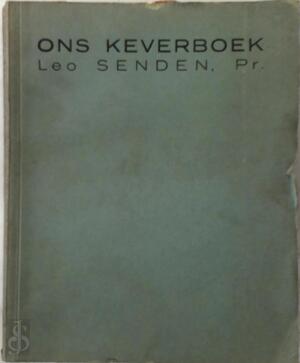 ONS KEVERBOEK
Leo SENDEN, Pr.